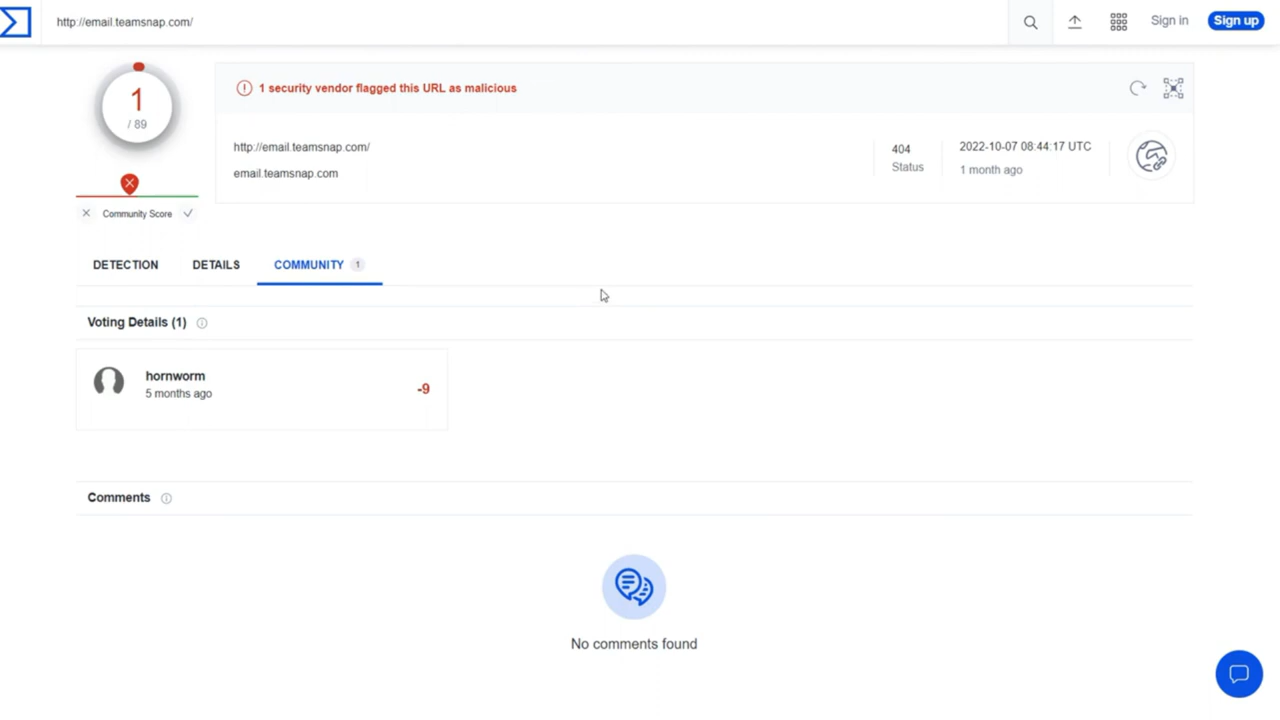 http://email.teamsnap.com/
Sign in
Sign up
1
/ 89
1 security vendor flagged this URL as malicious
http://email.teamsnap.com/
email.teamsnap.com
404
Status
2022-10-07 08:44:17 UTC
1 month ago
Community Score
DETECTION
DETAILS
COMMUNITY 1
Voting Details (1)
hornworm
5 months ago
-9
Comments
No comments found